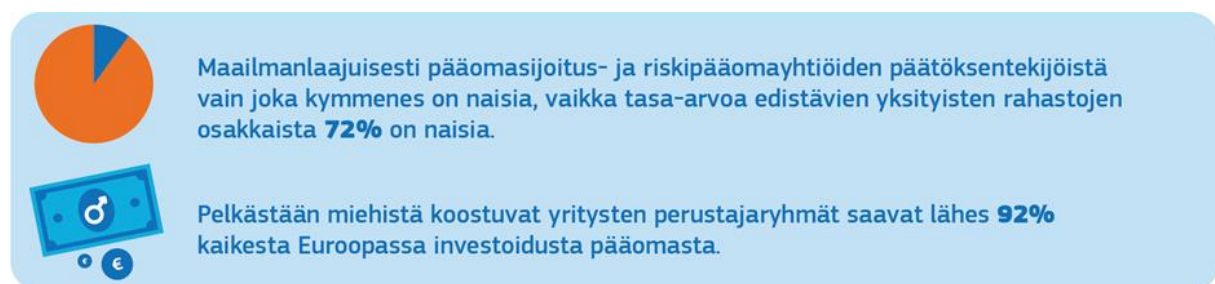 Maailmanlaajuisesti pääomasijoitus- ja riskipääomayhtiöiden päätöksentekijöistä
vain joka kymmenes on naisia, vaikka tasa-arvoa edistävien yksityisten rahastojen
osakkaista 72% on naisia.
Pelkästään miehistä koostuvat yritysten perustajaryhmät saavat lähes 92%
kaikesta Euroopassa investoidusta pääomasta.
€
€